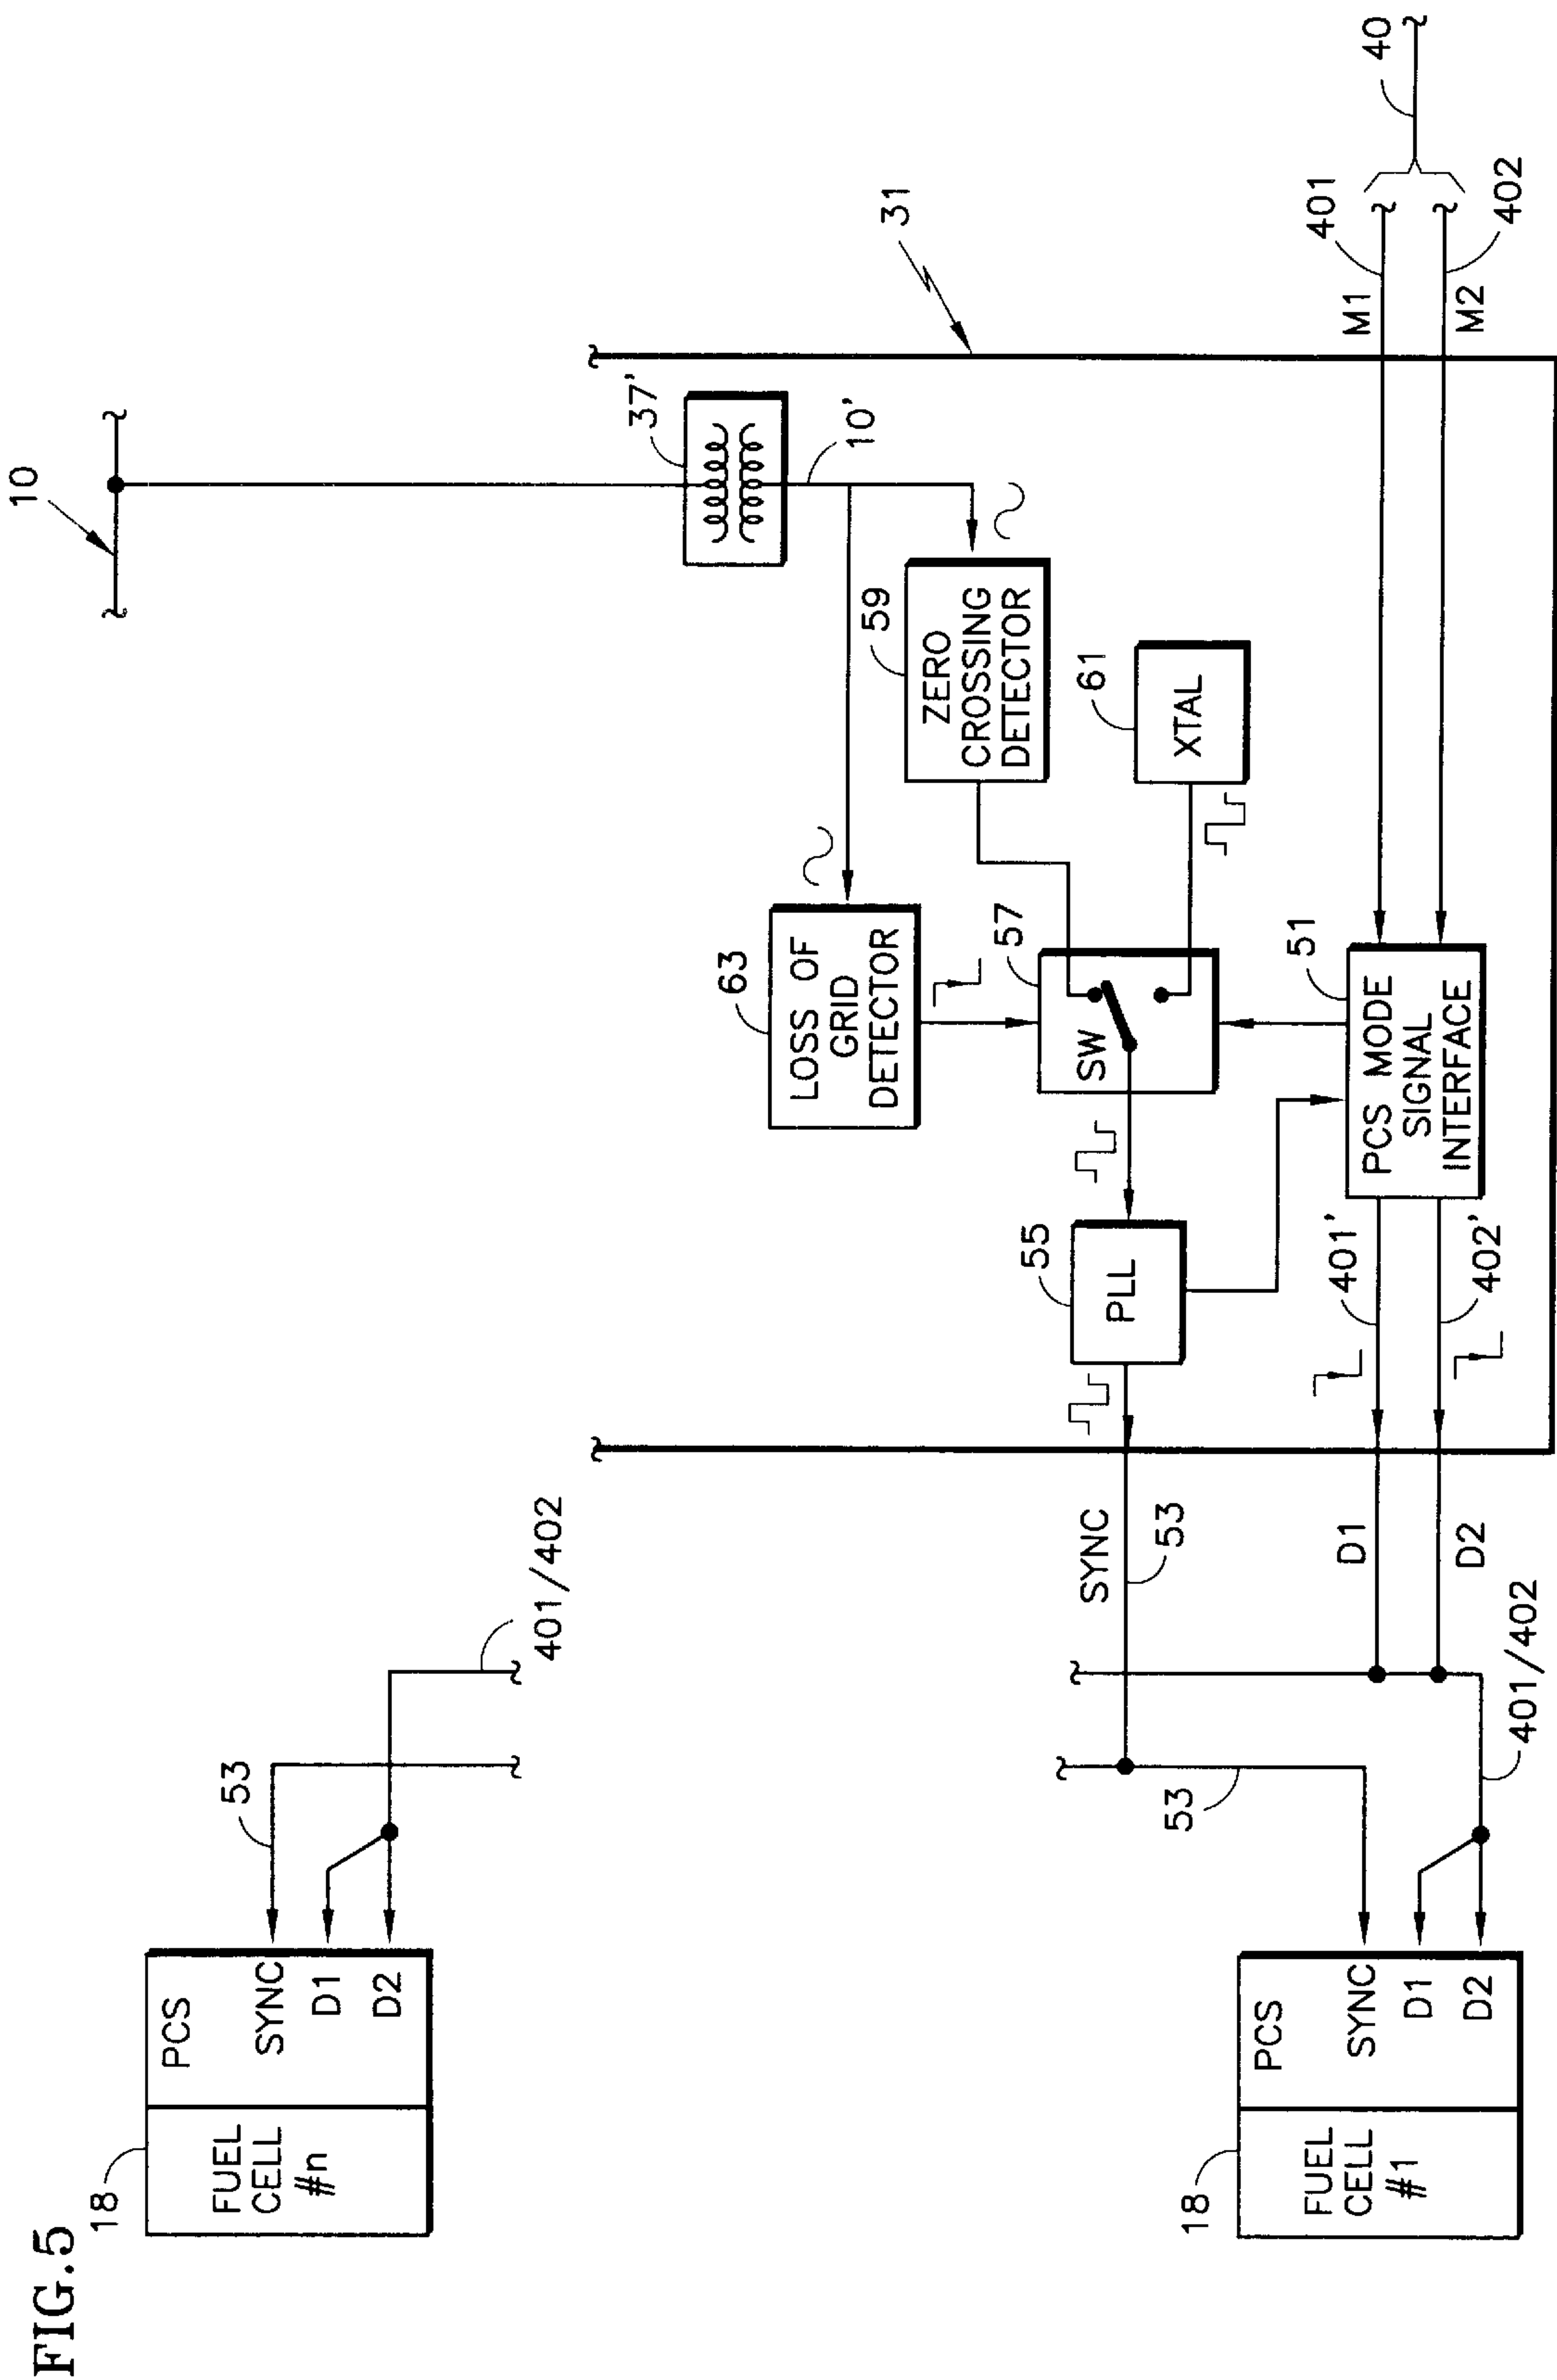 FIG.5
18
FUEL
CELL
#n
PCS
SYNC
D1
D2
53
401/402
10
37'
10'
31
63
LOSS OF
GRID
DETECTOR
59
ZERO
CROSSING
DETECTOR
61
XTAL
57
SW
55
PLL
51
PCS MODE
SIGNAL
INTERFACE
SYNC
53
53
401'
402'
D1
D2
401/402
M1
M2
401
402
40
18
FUEL
CELL
#1
PCS
SYNC
D1
D2